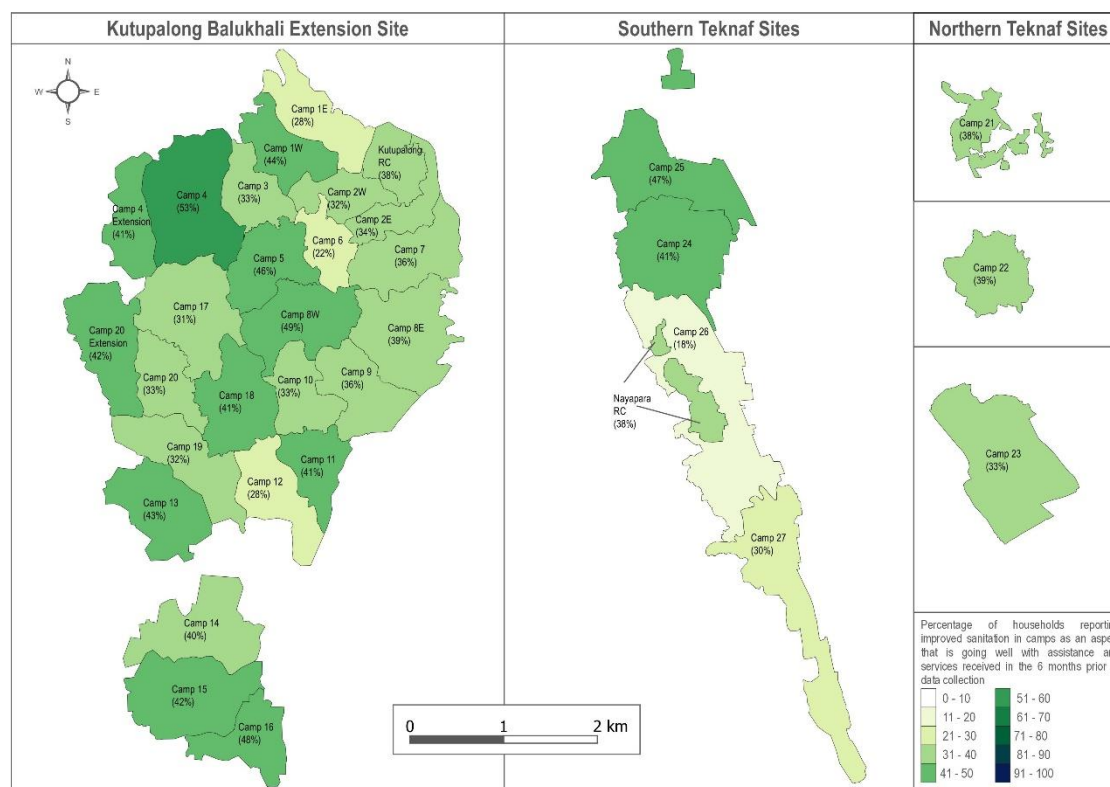 Kutupalong Balukhali Extension Site
Southern Teknaf Sites
Northern Teknaf Sites
N
W
E
S
Camp 1E
(28%)
Camp 1W
(44%)
Kutupalong
RC
(38%)
Camp 4
(53%)
Camp 3
(33%)
Camp 2W
(32%)
Camp 4
Extension
(41%)
Camp 2E
(34%)
Camp 6
(22%)
Camp 7
(36%)
Camp 5
(46%)
Camp 17
(31%)
Camp 8W
(49%)
Camp 8E
(39%)
Camp 20
Extension
(42%)
Camp 20
(33%)
Camp 18
(41%)
Camp 10
(33%)
Camp 9
(36%)
Camp 19
(32%)
Camp 11
(41%)
Camp 12
(28%)
Camp 13
(43%)
Camp 14
(40%)
Camp 15
(42%)
Camp 16
(48%)
Camp 25
(47%)
Camp 24
(41%)
Camp 26
(18%)
Nayapara
RC
(38%)
Camp 27
(30%)
0 1 2 km
Camp 21
(38%)
Camp 22
(39%)
Camp 23
(33%)
Percentage of households reportin
improved sanitation in camps as an aspe
that is going well with assistance an
services received in the 6 months prior
data collection
0 - 10
11 - 20
21 - 30
31 - 40
41 - 50
51 - 60
61 - 70
71 - 80
81 - 90
91 - 100